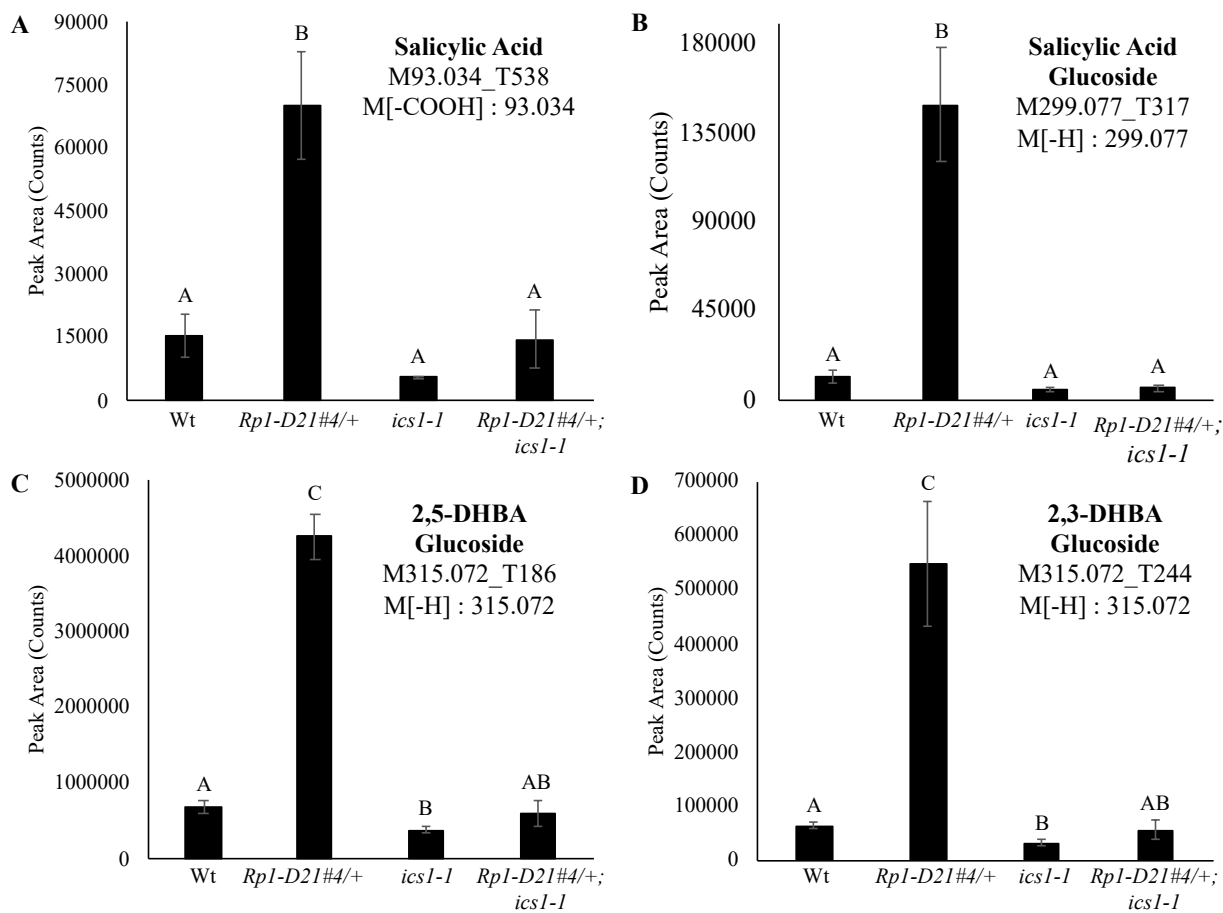 A
Salicylic Acid
M93.034_T538
M[-COOH] : 93.034
Peak Area (Counts)
90000
75000
60000
45000
30000
15000
0
A
B
A
A
Wt
Rp1-D21#4/+
ics1-1
Rp1-D21#4/+;
ics1-1
B
Salicylic Acid
Glucoside
M299.077_T317
M[-H] : 299.077
Peak Area (Counts)
180000
135000
90000
45000
0
A
B
A
A
Wt
Rp1-D21#4/+
ics1-1
Rp1-D21#4/+;
ics1-1
C
2,5-DHBA
Glucoside
M315.072_T186
M[-H] : 315.072
Peak Area (Counts)
5000000
4000000
3000000
2000000
1000000
0
A
C
B
AB
Wt
Rp1-D21#4/+
ics1-1
Rp1-D21#4/+;
ics1-1
D
2,3-DHBA
Glucoside
M315.072_T244
M[-H] : 315.072
Peak Area (Counts)
700000
600000
500000
400000
300000
200000
100000
0
A
C
B
AB
Wt
Rp1-D21#4/+
ics1-1
Rp1-D21#4/+;
ics1-1